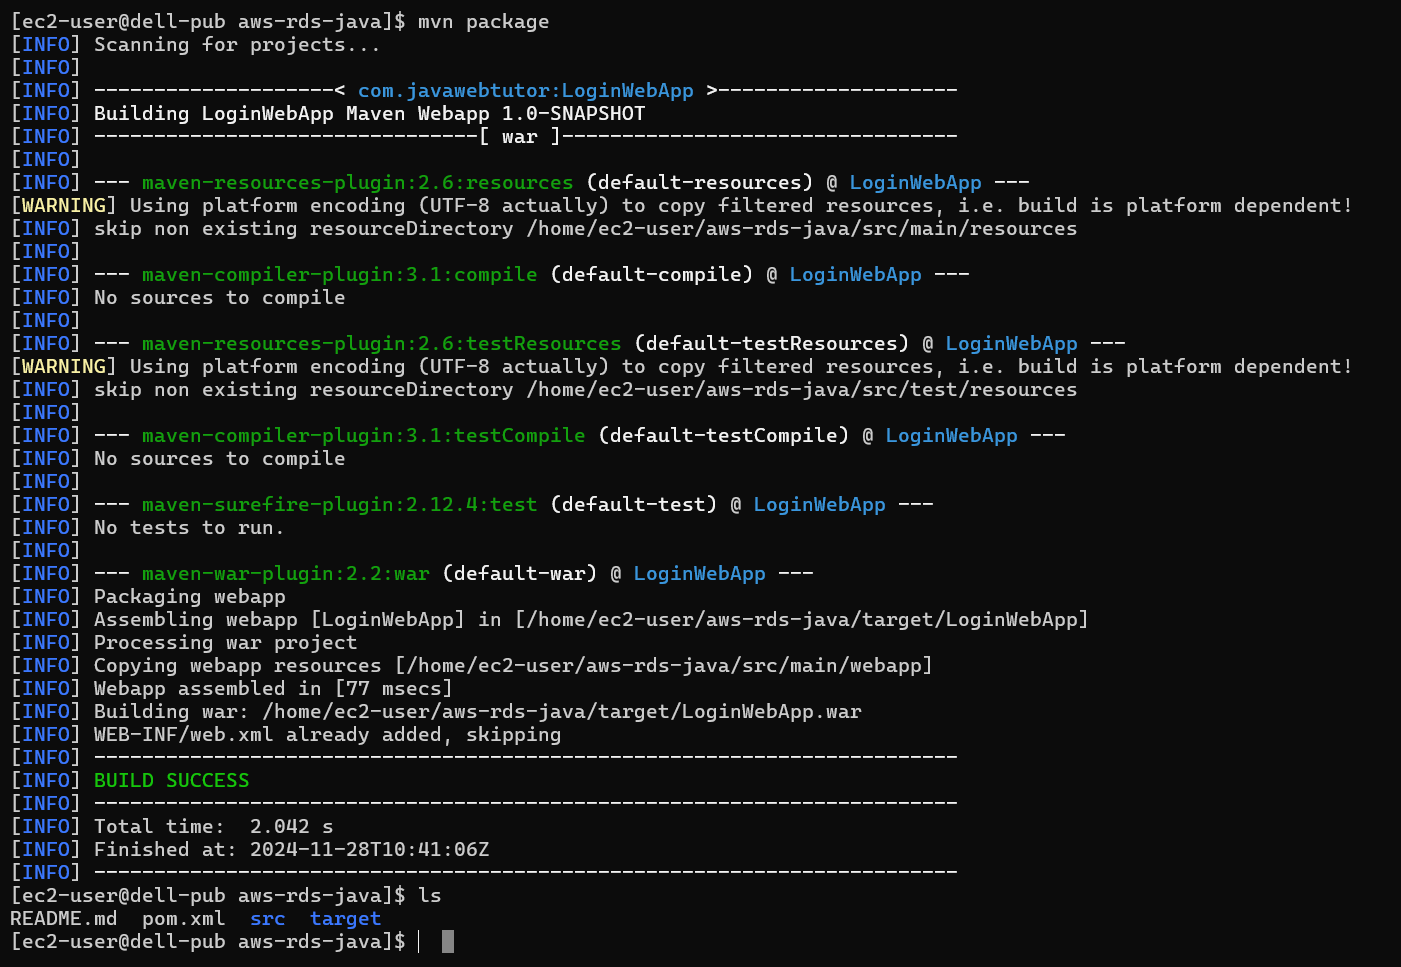 [ec2-user@dell-pub aws-rds-java]$ mvn package
[INFO] Scanning for projects...
[INFO]
[INFO] --------------------< com.javawebtutor:LoginWebApp >--------------------
[INFO] Building LoginWebApp Maven Webapp 1.0-SNAPSHOT
[INFO] --------------------------------[ war ]---------------------------------
[INFO]
[INFO] --- maven-resources-plugin:2.6:resources (default-resources) @ LoginWebApp ---
[WARNING] Using platform encoding (UTF-8 actually) to copy filtered resources, i.e. build is platform dependent!
[INFO] skip non existing resourceDirectory /home/ec2-user/aws-rds-java/src/main/resources
[INFO]
[INFO] --- maven-compiler-plugin:3.1:compile (default-compile) @ LoginWebApp ---
[INFO] No sources to compile
[INFO]
[INFO] --- maven-resources-plugin:2.6:testResources (default-testResources) @ LoginWebApp ---
[WARNING] Using platform encoding (UTF-8 actually) to copy filtered resources, i.e. build is platform dependent!
[INFO] skip non existing resourceDirectory /home/ec2-user/aws-rds-java/src/test/resources
[INFO]
[INFO] --- maven-compiler-plugin:3.1:testCompile (default-testCompile) @ LoginWebApp ---
[INFO] No sources to compile
[INFO]
[INFO] --- maven-surefire-plugin:2.12.4:test (default-test) @ LoginWebApp ---
[INFO] No tests to run.
[INFO]
[INFO] --- maven-war-plugin:2.2:war (default-war) @ LoginWebApp ---
[INFO] Packaging webapp
[INFO] Assembling webapp [LoginWebApp] in [/home/ec2-user/aws-rds-java/target/LoginWebApp]
[INFO] Processing war project
[INFO] Copying webapp resources [/home/ec2-user/aws-rds-java/src/main/webapp]
[INFO] Webapp assembled in [77 msecs]
[INFO] Building war: /home/ec2-user/aws-rds-java/target/LoginWebApp.war
[INFO] WEB-INF/web.xml already added, skipping
[INFO] ------------------------------------------------------------------------
[INFO] BUILD SUCCESS
[INFO] ------------------------------------------------------------------------
[INFO] Total time:  2.042 s
[INFO] Finished at: 2024-11-28T10:41:06Z
[INFO] ------------------------------------------------------------------------
[ec2-user@dell-pub aws-rds-java]$ ls
README.md  pom.xml  src  target
[ec2-user@dell-pub aws-rds-java]$